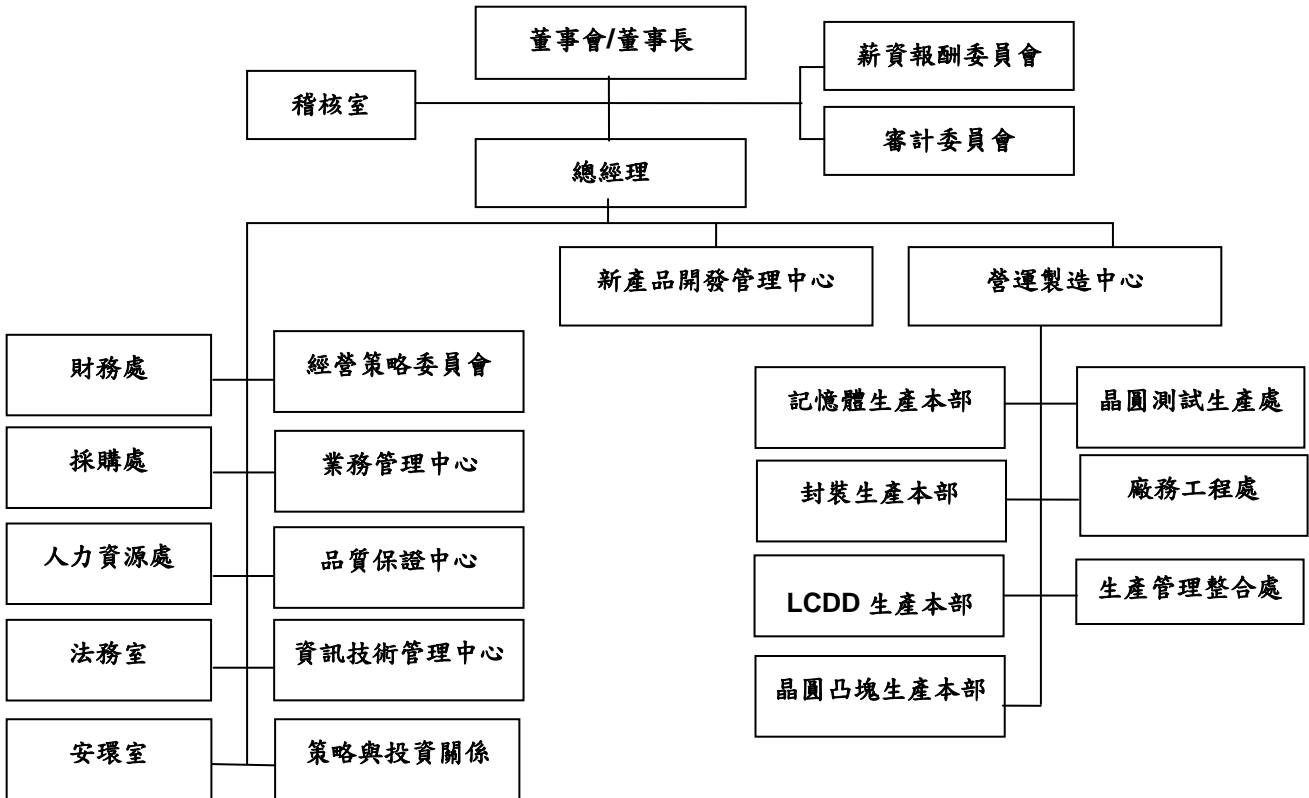 董事會/董事長
薪資報酬委員會
稽核室
審計委員會
總經理
新產品開發管理中心
營運製造中心
財務處
經營策略委員會
採購處
業務管理中心
人力資源處
品質保證中心
法務室
資訊技術管理中心
安環室
策略與投資關係
記憶體生產本部
晶圓測試生產處
封裝生產本部
廠務工程處
LCDD 生產本部
生產管理整合處
晶圓凸塊生產本部